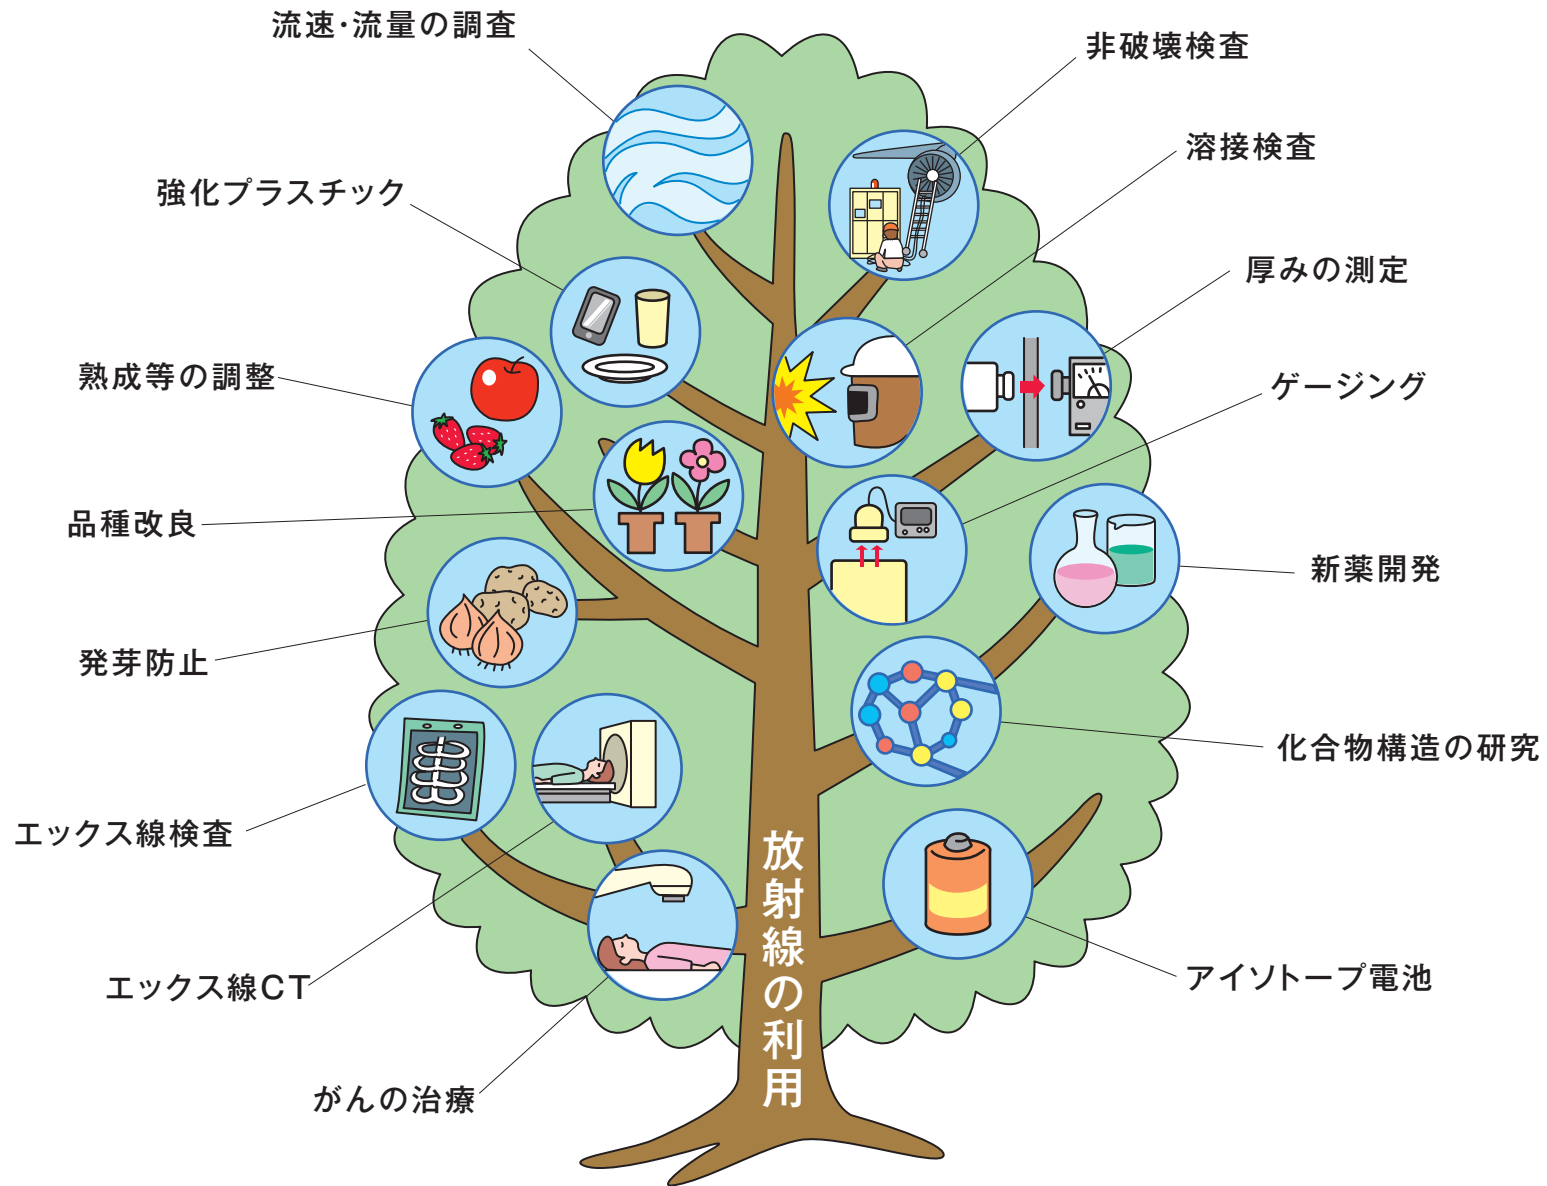 流速・流量の調査
非破壊検査
溶接検査
強化プラスチック
厚みの測定
熟成等の調整
ゲージング
品種改良
新薬開発
発芽防止
化合物構造の研究
エックス線検査
エックス線CT
アイソトープ電池
がんの治療
放射線の利用